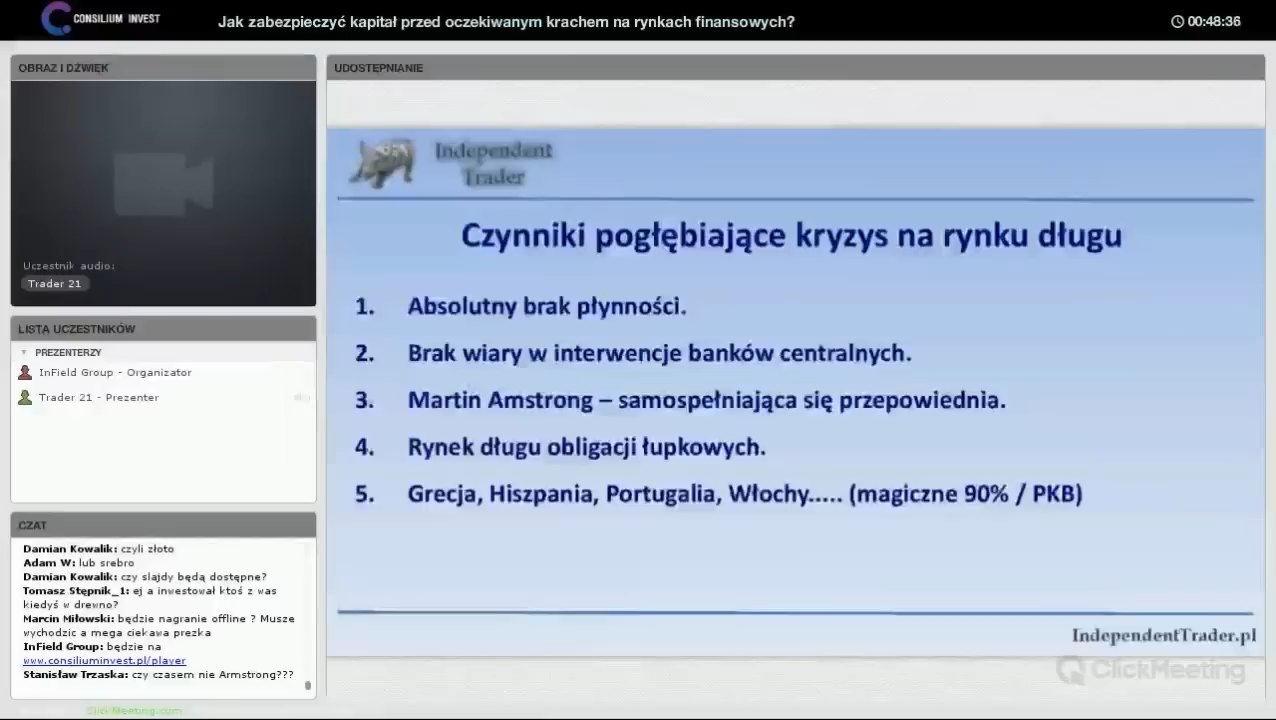 CONSILIUM INVEST
Jak zabezpieczyć kapitał przed oczekiwanym krachem na rynkach finansowych?
00:48:36
OBRAZ I DŹWIĘK
Uczestnik audio:
Trader 21
LISTA UCZESTNIKÓW
PREZENTERZY
InField Group - Organizator
Trader 21 - Prezenter
CZAT
Damian Kowalik: czyli złoto
Adam W: lub srebro
Damian Kowalik: czy slajdy będą dostępne?
Tomasz Stępnik_1: ej a inwestował ktoś z was
kiedyś w drewno?
Marcin Miłowski: będzie nagranie offline ? Musze
wychodzic a mega ciekawa prezka
InField Group: będzie na
www.consiliuminvest.pl/player
Stanisław Trzaska: czy czasem nie Armstrong???
ClickMeeting.com
UDOSTĘPNIANIE
Independent
Trader
Czynniki pogłębiające kryzys na rynku długu
1. Absolutny brak płynności.
2. Brak wiary w interwencje banków centralnych.
3. Martin Amstrong – samospełniająca się przepowiednia.
4. Rynek długu obligacji łupkowych.
5. Grecja, Hiszpania, Portugalia, Włochy..... (magiczne 90% / PKB)
IndependentTrader.pl
ClickMeeting